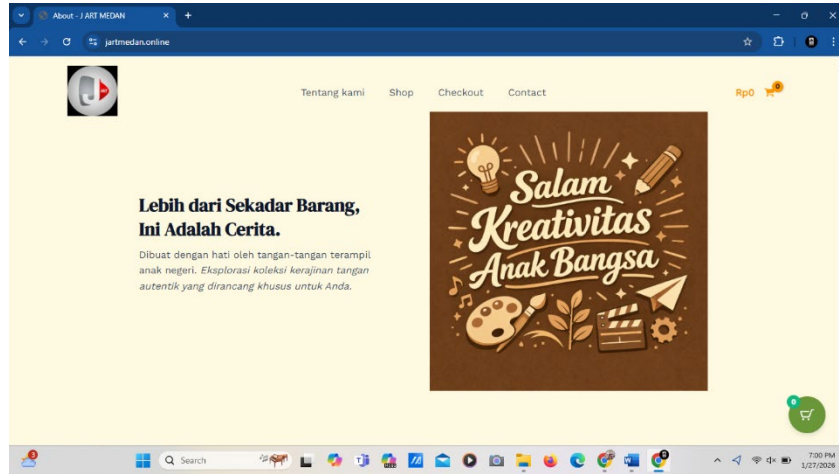 About - J ART MEDAN
jartmedan.online
Tentang kami Shop Checkout Contact Rp0 0
Lebih dari Sekadar Barang,
Ini Adalah Cerita.
Dibuat dengan hati oleh tangan-tangan terampil
anak negeri. Eksplorasi koleksi kerajinan tangan
autentik yang dirancang khusus untuk Anda.
Salam
Kreativitas
Anak Bangsa
0
Search
7:00 PM
1/27/2026